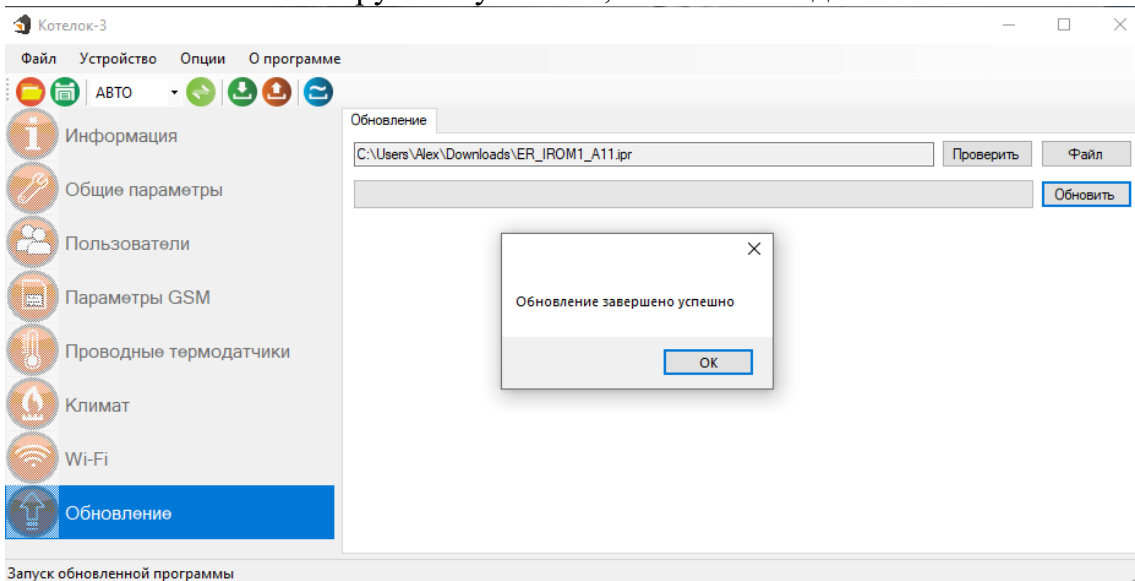 Котелок-3
Файл Устройство Опции О программе
АВТО
Информация
Общие параметры
Пользователи
Параметры GSM
Проводные термодатчики
Климат
Wi-Fi
Обновление
Обновление
C:\Users\Alex\Downloads\ER_IROM1_A11.ipr
Проверить
Файл
Обновить
Обновление завершено успешно
ОК
Запуск обновленной программы